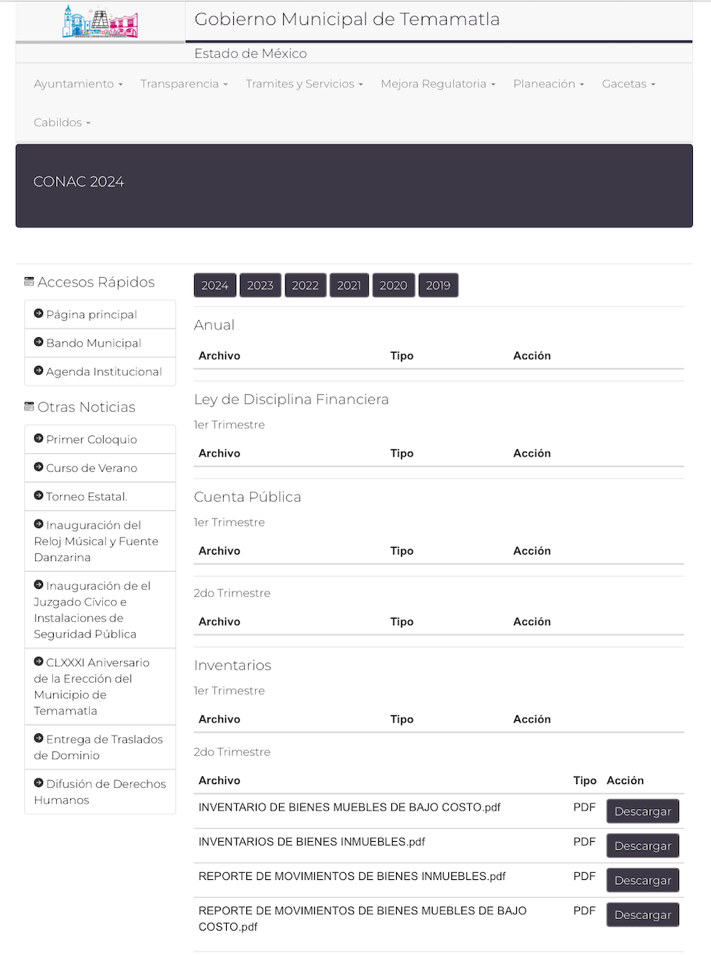 Gobierno Municipal de Temamatla
Estado de México
Ayuntamiento
Transparencia
Tramites y Servicios
Mejora Regulatoria
Planeación
Gacetas
Cabildos
CONAC 2024
Accesos Rápidos
Página principal
Bando Municipal
Agenda Institucional
Otras Noticias
Primer Coloquio
Curso de Verano
Torneo Estatal.
Inauguración del
Reloj Músical y Fuente
Danzarina
Inauguración de el
Juzgado Cívico e
Instalaciones de
Seguridad Pública
CLXXXI Aniversario
de la Erección del
Municipio de
Temamatla
Entrega de Traslados
de Dominio
Difusión de Derechos
Humanos
2024 2023 2022 2021 2020 2019
Anual
Archivo Tipo Acción
Ley de Disciplina Financiera
1er Trimestre
Archivo Tipo Acción
Cuenta Pública
1er Trimestre
Archivo Tipo Acción
2do Trimestre
Archivo Tipo Acción
Inventarios
1er Trimestre
Archivo Tipo Acción
2do Trimestre
Archivo Tipo Acción
INVENTARIO DE BIENES MUEBLES DE BAJO COSTO.pdf PDF Descargar
INVENTARIOS DE BIENES INMUEBLES.pdf PDF Descargar
REPORTE DE MOVIMIENTOS DE BIENES INMUEBLES.pdf PDF Descargar
REPORTE DE MOVIMIENTOS DE BIENES MUEBLES DE BAJO PDF Descargar
COSTO.pdf